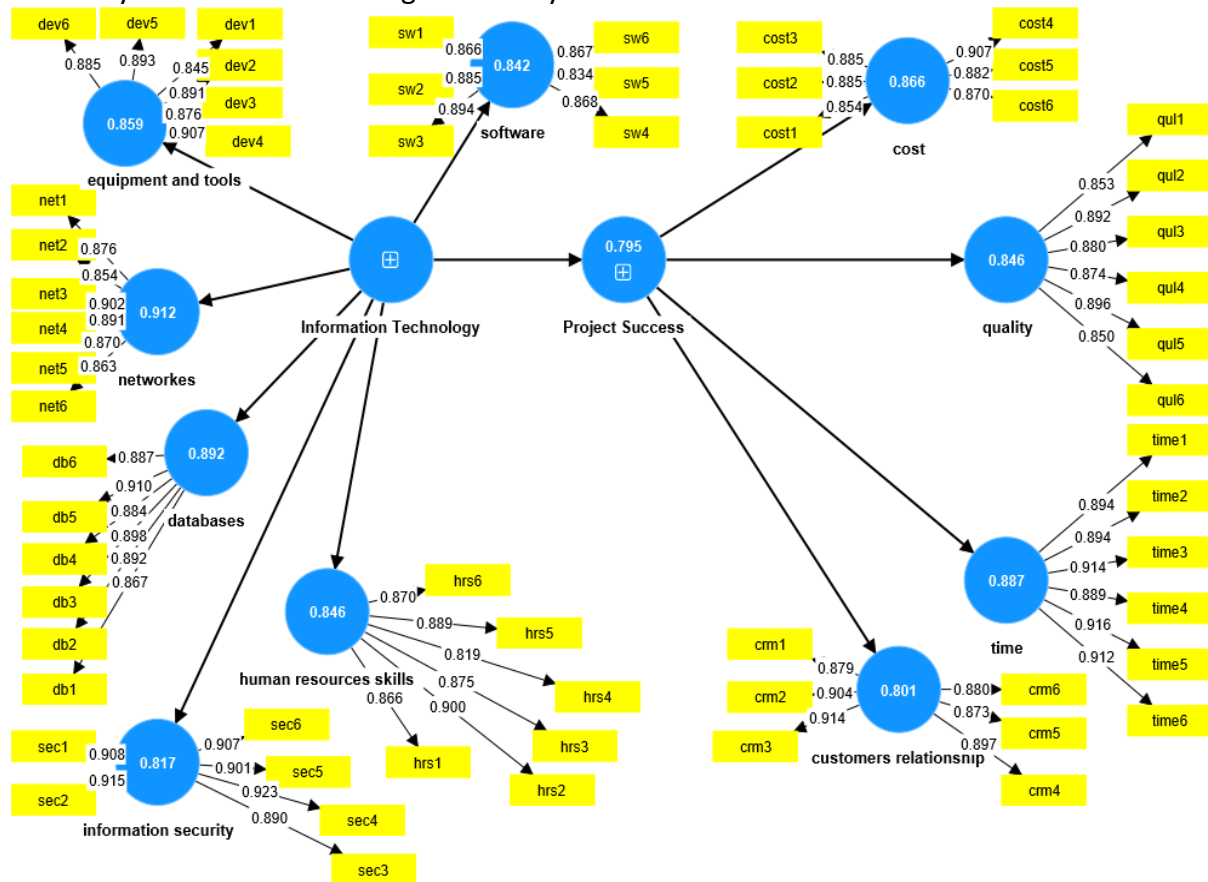 dev6
dev5
dev1
dev2
dev3
dev4
0.885
0.893
0.845
0.891
0.876
0.907
0.859
equipment and tools
sw1
sw2
sw3
0.866
0.885
0.894
0.842
0.867
0.834
0.868
sw6
sw5
sw4
software
cost3
cost2
cost1
0.885
0.885
0.854
0.866
0.907
0.882
0.870
cost4
cost5
cost6
cost
net1
net2
net3
net4
net5
net6
0.876
0.854
0.902
0.891
0.870
0.863
0.912
networkes
Information Technology
0.795
Project Success
0.846
quality
0.853
0.892
0.880
0.874
0.896
0.850
qul1
qul2
qul3
qul4
qul5
qul6
db6
db5
db4
db3
db2
db1
0.887
0.910
0.884
0.898
0.892
0.867
0.892
databases
0.846
human resources skills
0.870
0.889
0.819
0.875
0.900
0.866
hrs6
hrs5
hrs4
hrs3
hrs2
hrs1
0.887
time
0.894
0.894
0.914
0.889
0.916
0.912
time1
time2
time3
time4
time5
time6
sec1
sec2
0.908
0.915
0.817
information security
0.907
0.901
0.923
0.890
sec6
sec5
sec4
sec3
crm1
crm2
crm3
0.879
0.904
0.914
0.801
customers relationship
0.880
0.873
0.897
crm6
crm5
crm4